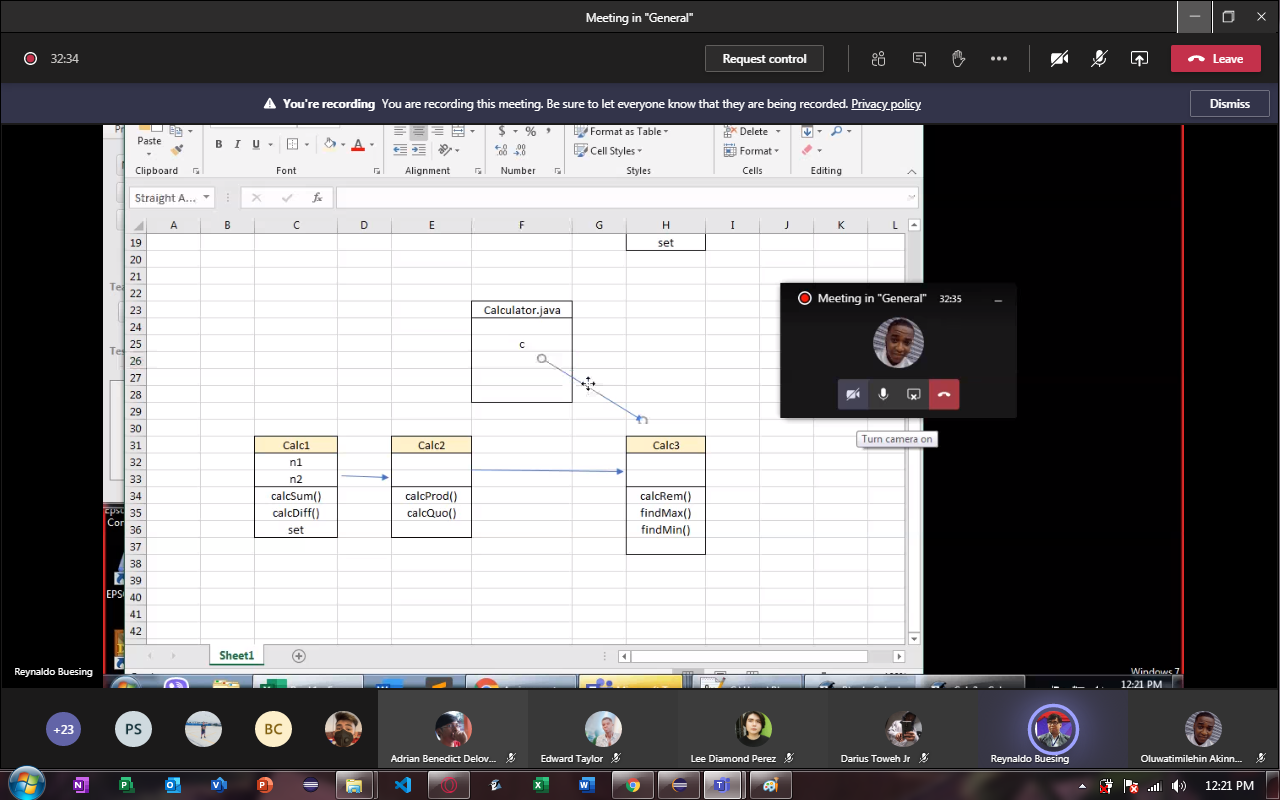 Meeting in "General"
32:34
Request control
Leave
You're recording You are recording this meeting. Be sure to let everyone know that they are being recorded. Privacy policy
Dismiss
Paste
B I U
$ % ,
Format as Table
Cell Styles
Delete
Format
Clipboard
Font
Alignment
Number
Styles
Cells
Editing
Straight A...
fx
A B C D E F G H I J K L
19 set
20
21
22
23 Calculator.java
24
25 c
26
27
28
29
30
31 Calc1 Calc2 Calc3
32 n1
33 n2
34 calcSum() calcProd() calcRem()
35 calcDiff() calcQuo() findMax()
36 set findMin()
37
38
39
40
41
42
Meeting in "General" 32:35
Turn camera on
Sheet1
Reynaldo Buesing
Windows 7
12:21 PM
+23
PS
BC
Adrian Benedict Delov...
Edward Taylor
Lee Diamond Perez
Darius Toweh Jr
Reynaldo Buesing
Oluwatimilehin Akinn...
12:21 PM